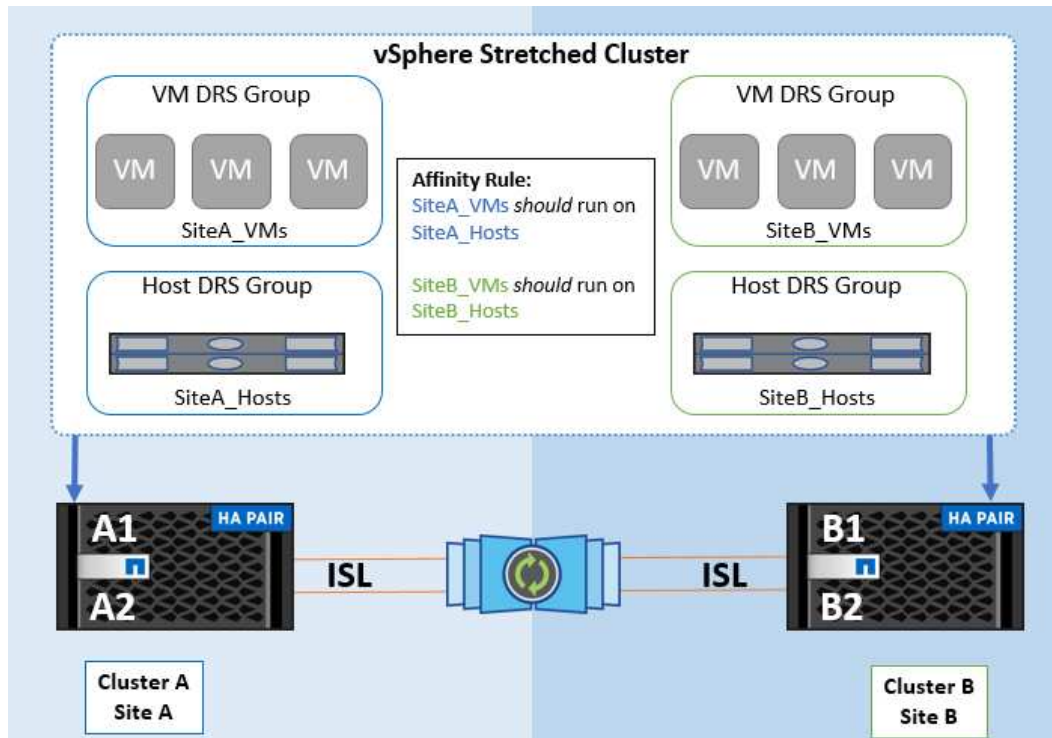 vSphere Stretched Cluster
VM DRS Group
VM VM VM
SiteA_VMs
Host DRS Group
SiteA_Hosts
Affinity Rule:
SiteA_VMs should run on
SiteA_Hosts
SiteB_VMs should run on
SiteB_Hosts
VM DRS Group
VM VM VM
SiteB_VMs
Host DRS Group
SiteB_Hosts
A1
HA PAIR
A2
ISL
ISL
B1
HA PAIR
B2
Cluster A
Site A
Cluster B
Site B